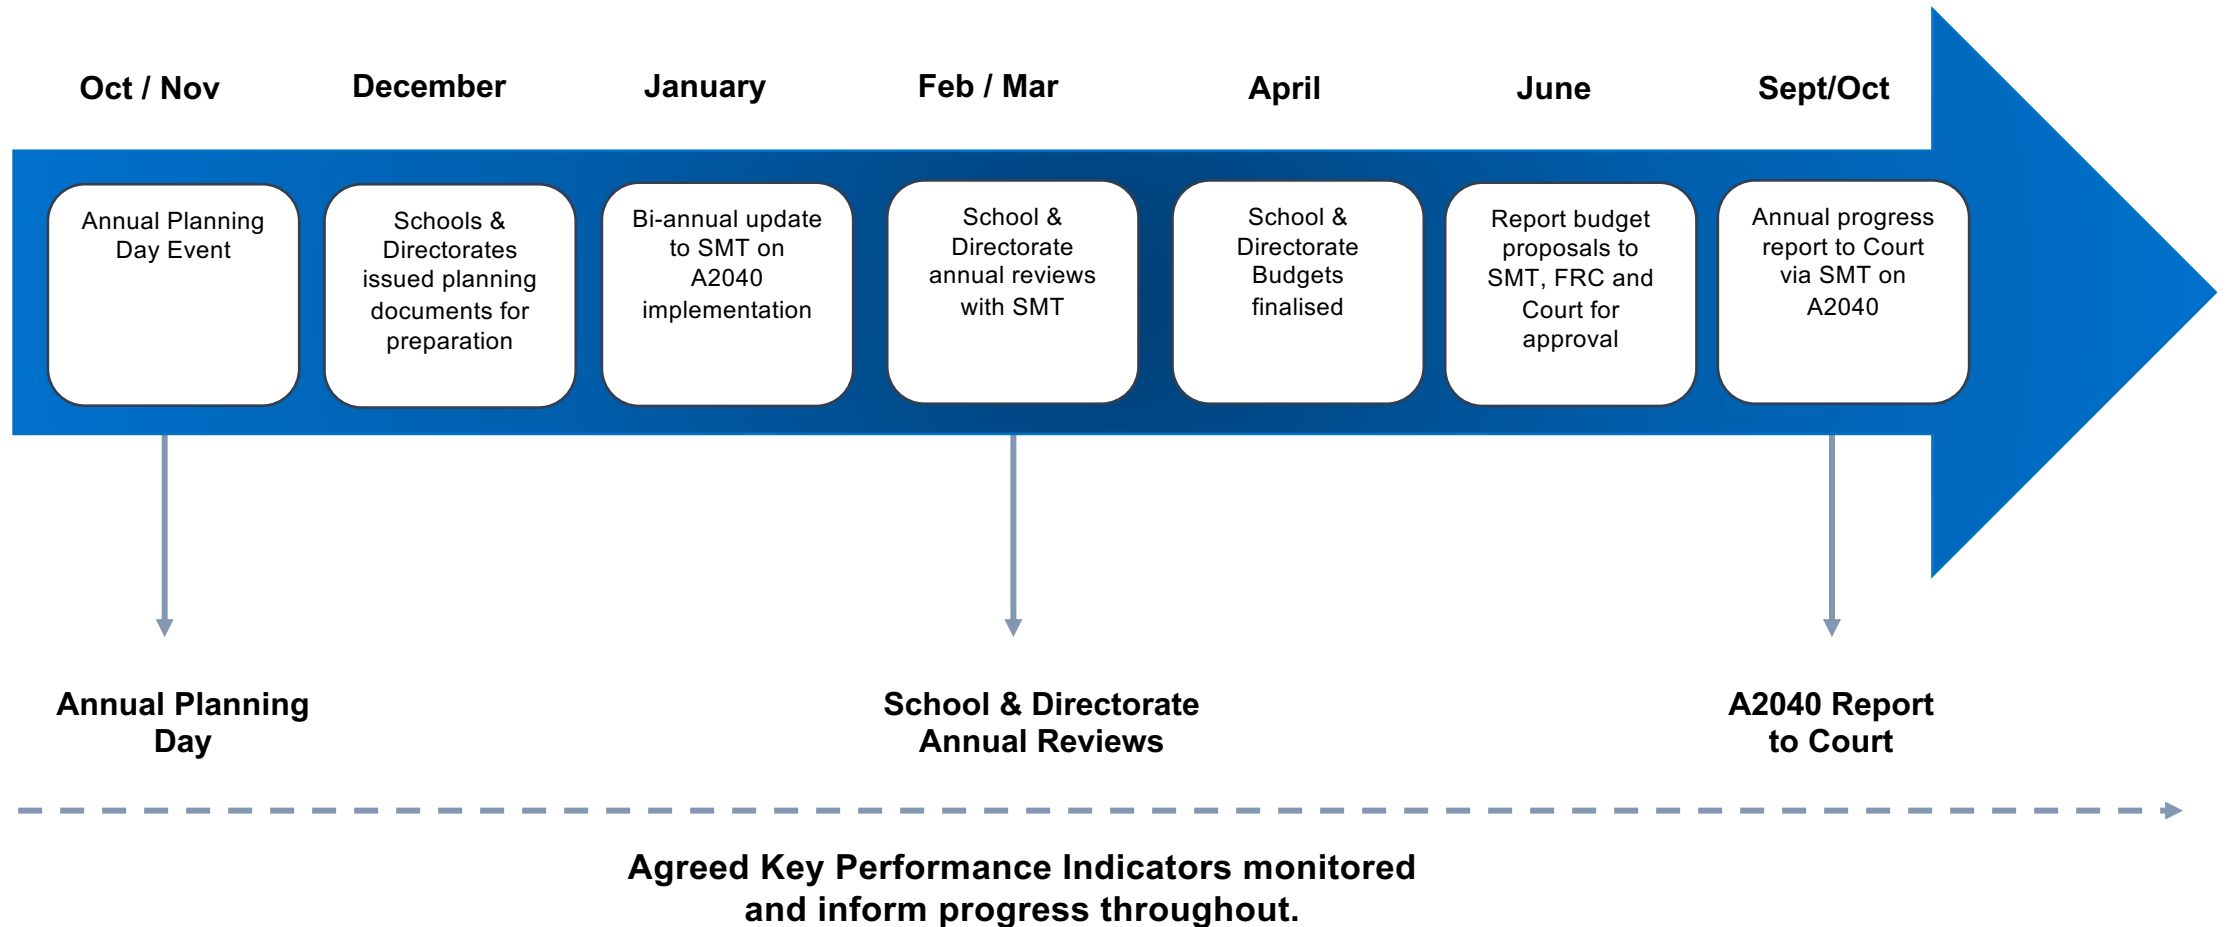 Oct / Nov
December
January
Feb / Mar
April
June
Sept/Oct
Annual Planning
Day Event
Schools &
Directorates
issued planning
documents for
preparation
Bi-annual update
to SMT on
A2040
implementation
School &
Directorate
annual reviews
with SMT
School &
Directorate
Budgets
finalised
Report budget
proposals to
SMT, FRC and
Court for
approval
Annual progress
report to Court
via SMT on
A2040
Annual Planning
Day
School & Directorate
Annual Reviews
A2040 Report
to Court
Agreed Key Performance Indicators monitored
and inform progress throughout.